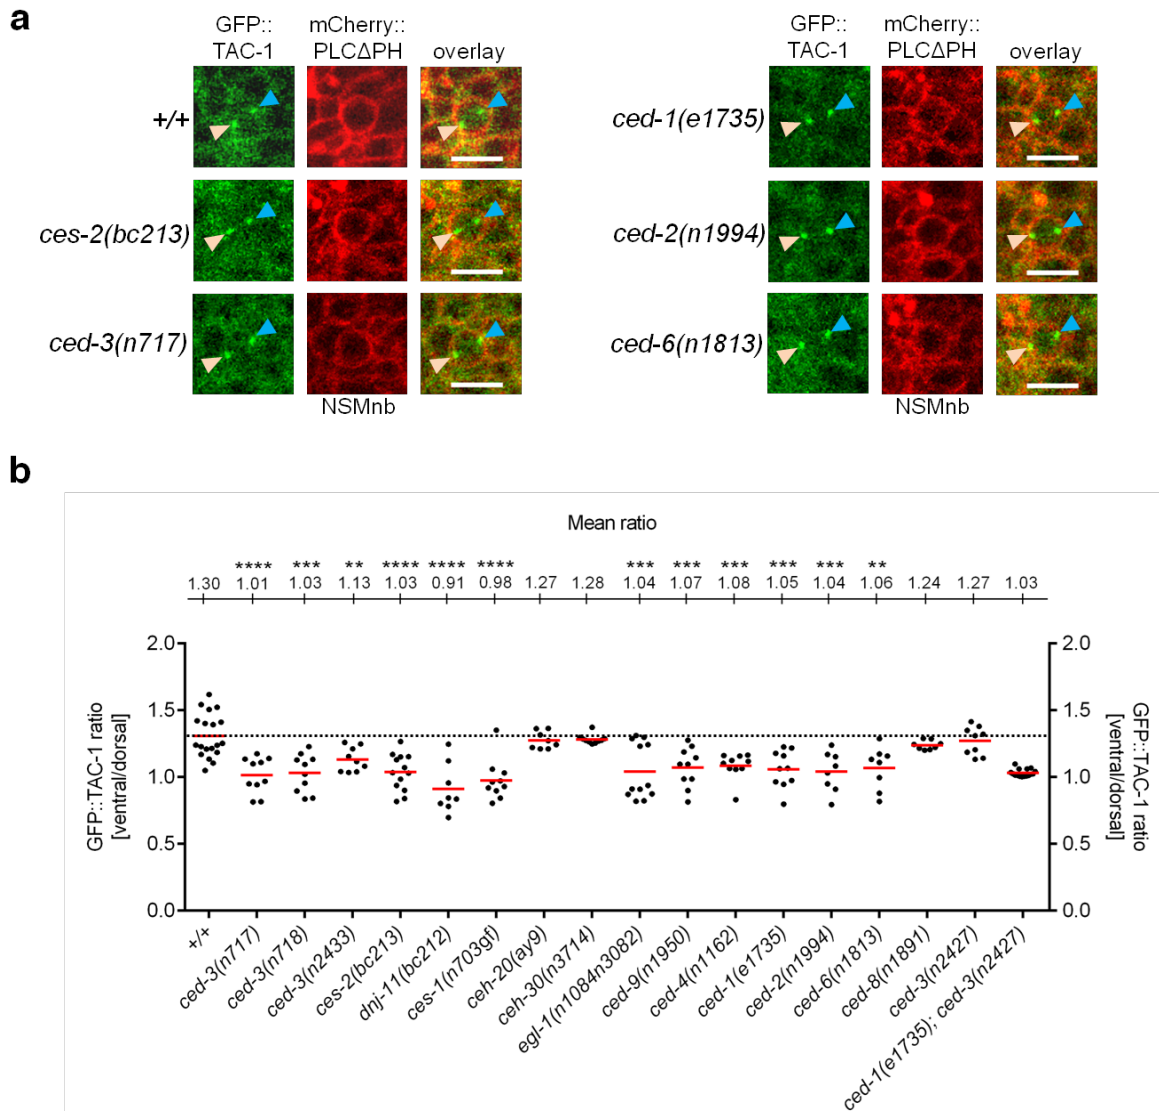 a
GFP::
TAC-1
mCherry::
PLCΔPH
overlay
+/+
ces-2(bc213)
ced-3(n717)
NSMnb
GFP::
TAC-1
mCherry::
PLCΔPH
overlay
ced-1(e1735)
ced-2(n1994)
ced-6(n1813)
NSMnb
b
Mean ratio
**** *** ** **** **** **** *** *** *** *** *** **
1.30 1.01 1.03 1.13 1.03 0.91 0.98 1.27 1.28 1.04 1.07 1.08 1.05 1.04 1.06 1.24 1.27 1.03
GFP::TAC-1 ratio
[ventral/dorsal]
2.0
1.5
1.0
0.5
0.0
2.0
1.5
1.0
0.5
0.0
GFP::TAC-1 ratio
[ventral/dorsal]
+/+
ced-3(n717)
ced-3(n718)
ced-3(n2433)
ces-2(bc213)
dnj-11(bc212)
ces-1(n703gf)
ceh-20(ay9)
ceh-30(n3714)
egl-1(n1084n3082)
ced-9(n1950)
ced-4(n1162)
ced-1(e1735)
ced-2(n1994)
ced-6(n1813)
ced-8(n1891)
ced-3(n2427)
ced-1(e1735); ced-3(n2427)